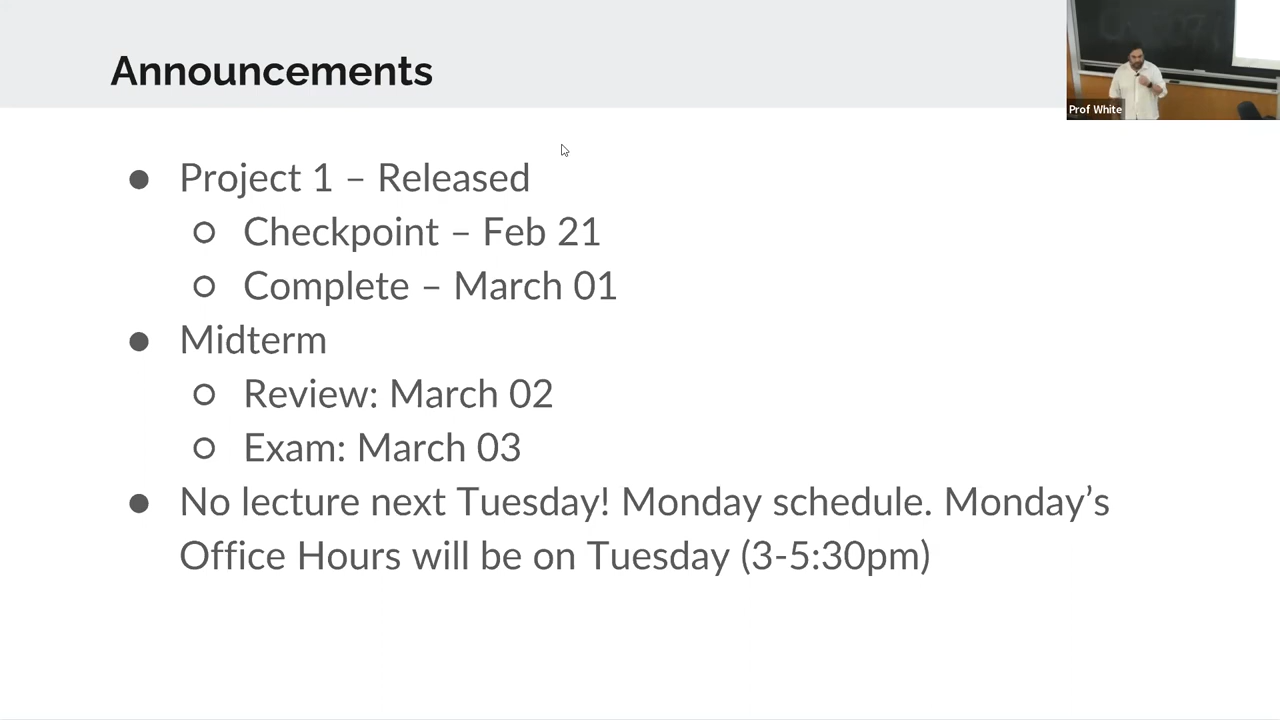 Announcements
Prof White
● Project 1 – Released
○ Checkpoint – Feb 21
○ Complete – March 01
● Midterm
○ Review: March 02
○ Exam: March 03
● No lecture next Tuesday! Monday schedule. Monday’s
Office Hours will be on Tuesday (3-5:30pm)